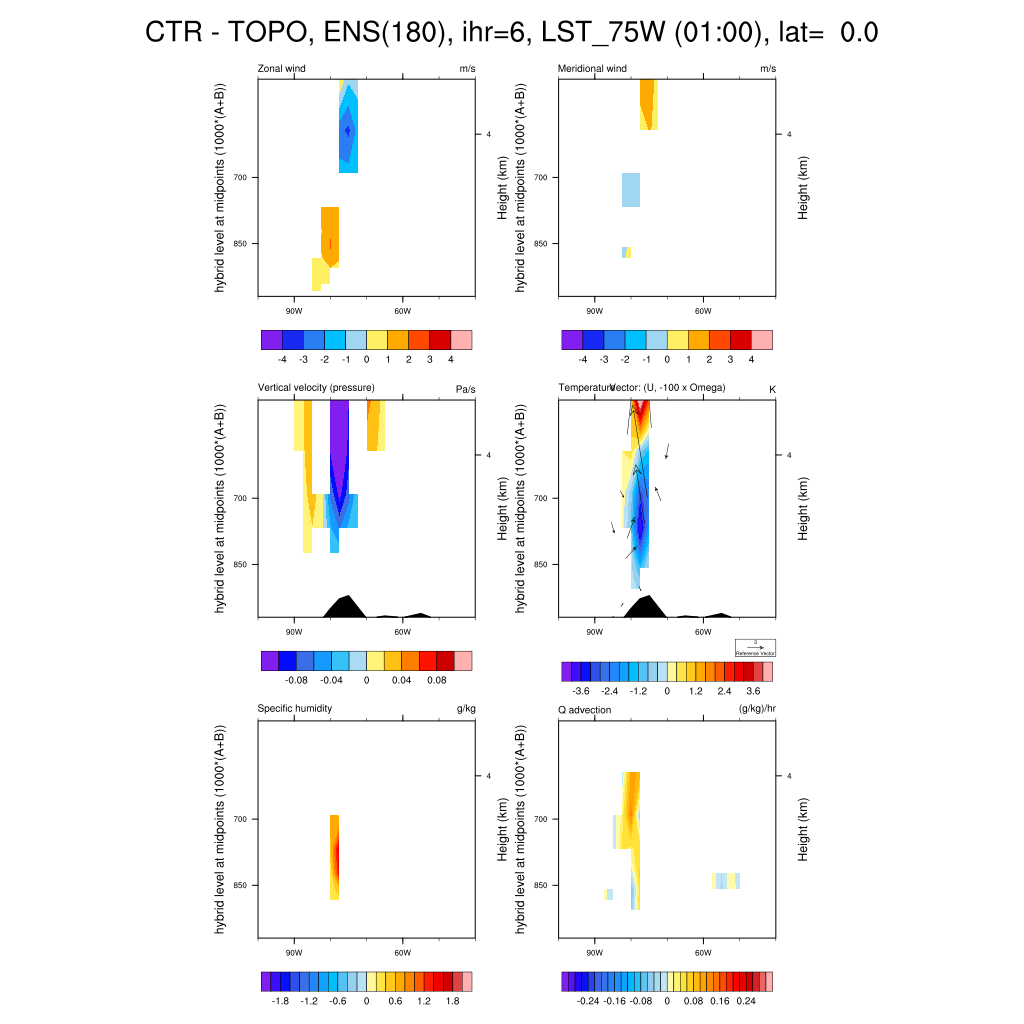 CTR - TOPO, ENS(180), ihr=6, LST_75W (01:00), lat=  0.0
Zonal wind m/s
hybrid level at midpoints (1000*(A+B))
700
850
4
Height (km)
90W 60W
-4 -3 -2 -1 0 1 2 3 4
Meridional wind m/s
hybrid level at midpoints (1000*(A+B))
700
850
4
Height (km)
90W 60W
-4 -3 -2 -1 0 1 2 3 4
Vertical velocity (pressure) Pa/s
hybrid level at midpoints (1000*(A+B))
700
850
4
Height (km)
90W 60W
-0.08 -0.04 0 0.04 0.08
Temperature Vector: (U, -100 x Omega) K
hybrid level at midpoints (1000*(A+B))
700
850
4
Height (km)
90W 60W
3
Reference Vector
-3.6 -2.4 -1.2 0 1.2 2.4 3.6
Specific humidity g/kg
hybrid level at midpoints (1000*(A+B))
700
850
4
Height (km)
90W 60W
-1.8 -1.2 -0.6 0 0.6 1.2 1.8
Q advection (g/kg)/hr
hybrid level at midpoints (1000*(A+B))
700
850
4
Height (km)
90W 60W
-0.24 -0.16 -0.08 0 0.08 0.16 0.24